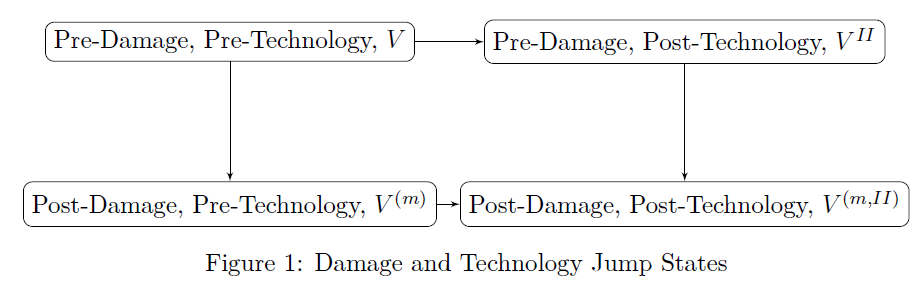 Pre-Damage, Pre-Technology, V
Pre-Damage, Post-Technology, V^{II}
Post-Damage, Pre-Technology, V^{(m)}
Post-Damage, Post-Technology, V^{(m,II)}
Figure 1: Damage and Technology Jump States